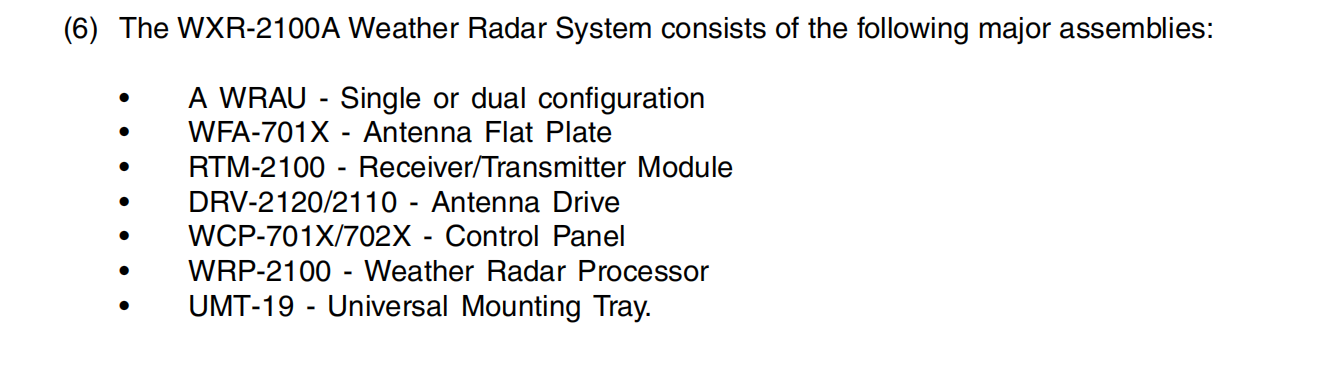 (6) The WXR-2100A Weather Radar System consists of the following major assemblies:
• A WRAU - Single or dual configuration
• WFA-701X - Antenna Flat Plate
• RTM-2100 - Receiver/Transmitter Module
• DRV-2120/2110 - Antenna Drive
• WCP-701X/702X - Control Panel
• WRP-2100 - Weather Radar Processor
• UMT-19 - Universal Mounting Tray.